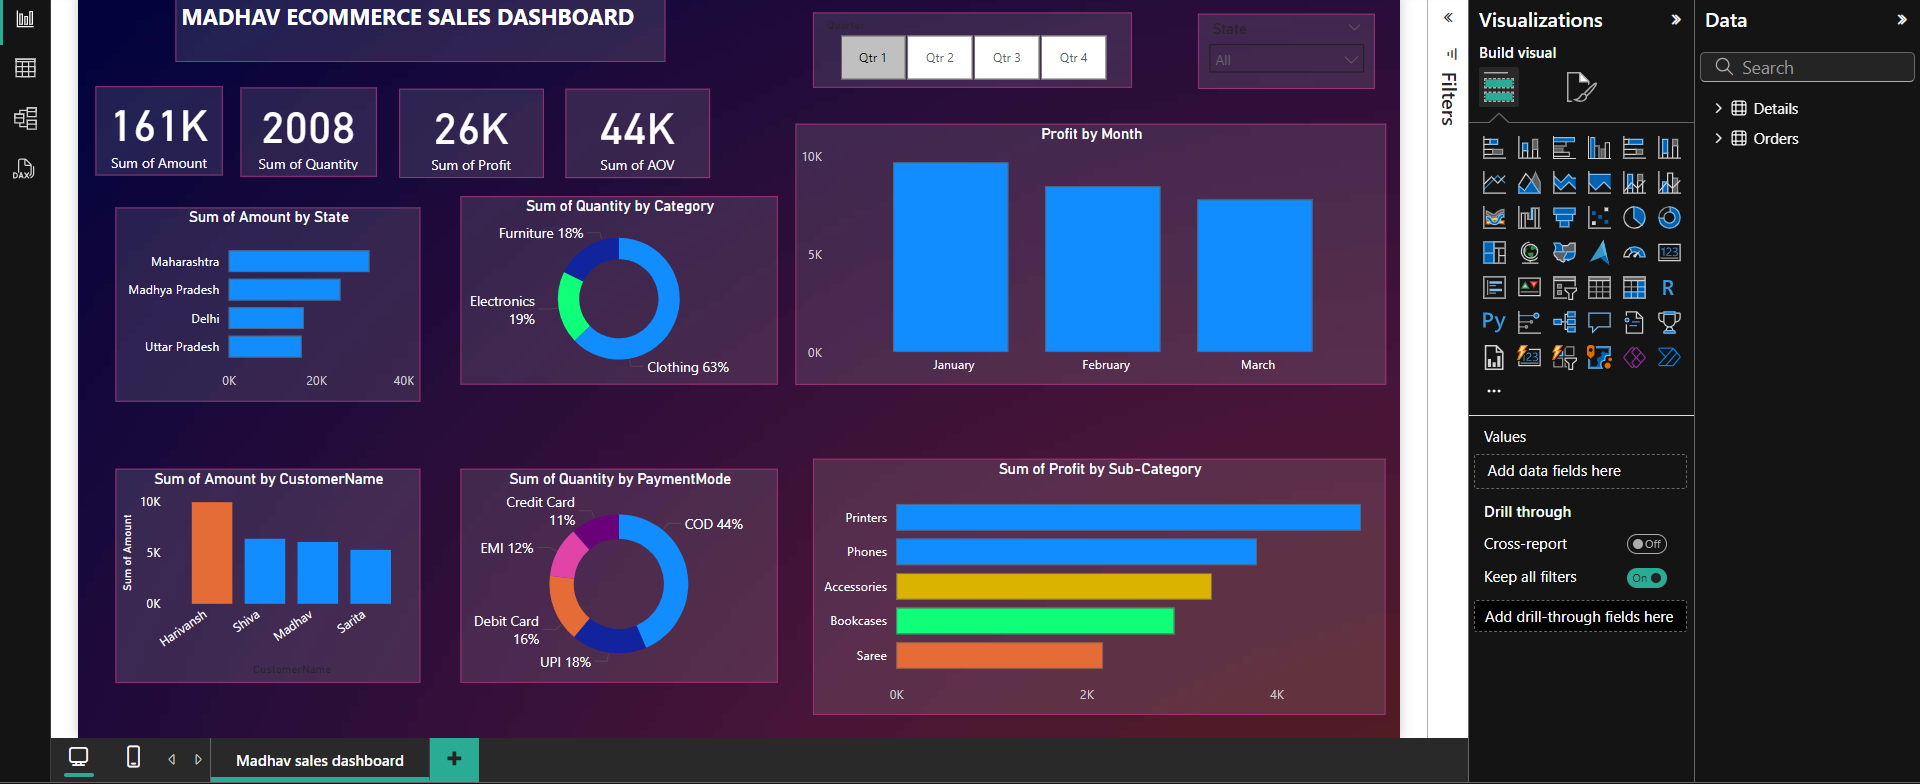 MADHAV ECOMMERCE SALES DASHBOARD
Quarter
Qtr 1
Qtr 2
Qtr 3
Qtr 4
State
All
161K
Sum of Amount
2008
Sum of Quantity
26K
Sum of Profit
44K
Sum of AOV
Sum of Amount by State
Maharashtra
Madhya Pradesh
Delhi
Uttar Pradesh
0K
20K
40K
Sum of Quantity by Category
Furniture 18%
Electronics
19%
Clothing 63%
Profit by Month
10K
5K
0K
January
February
March
Sum of Amount by CustomerName
Sum of Amount
10K
5K
0K
Harivansh
Shiva
Madhav
Sarita
CustomerName
Sum of Quantity by PaymentMode
Credit Card
11%
COD 44%
EMI 12%
Debit Card
16%
UPI 18%
Sum of Profit by Sub-Category
Printers
Phones
Accessories
Bookcases
Saree
0K
2K
4K
Madhav sales dashboard
Filters
Visualizations
Build visual
123
R
Py
123
Values
Add data fields here
Drill through
Cross-report
Off
Keep all filters
On
Add drill-through fields here
Data
Search
Details
Orders
DAX